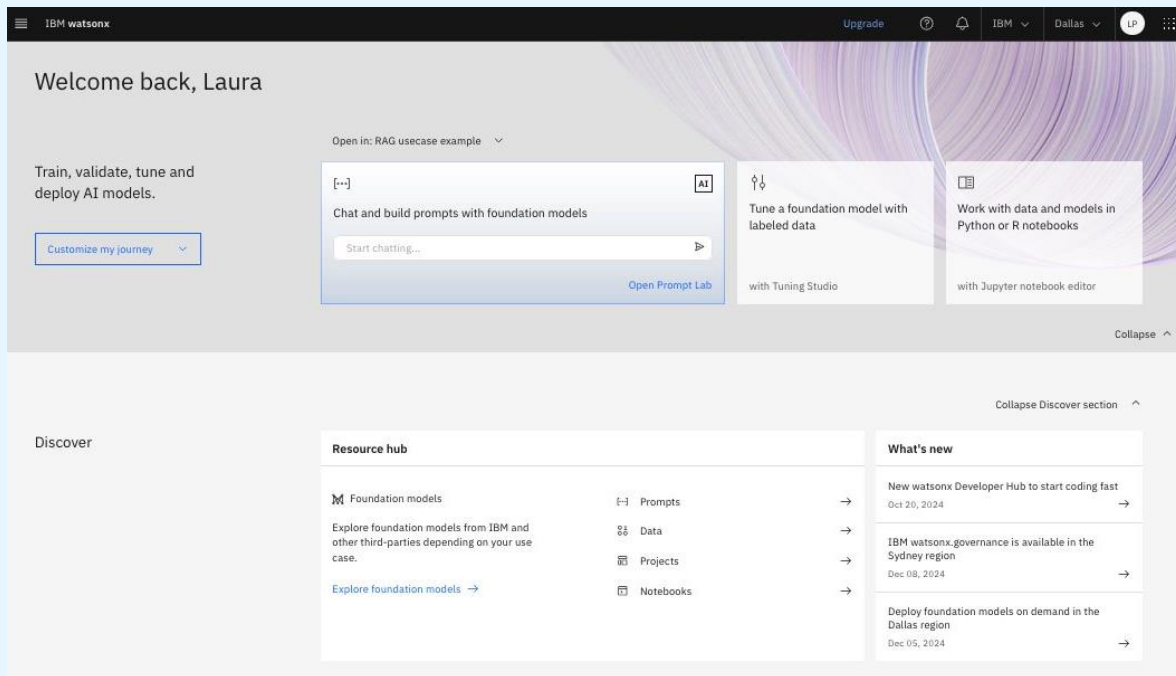 IBM watsonx
Upgrade
IBM
Dallas
LP
Welcome back, Laura
Open in: RAG usecase example
Train, validate, tune and
deploy AI models.
Customize my journey
[...]
AI
Chat and build prompts with foundation models
Start chatting...
Open Prompt Lab
Tune a foundation model with
labeled data
with Tuning Studio
Work with data and models in
Python or R notebooks
with Jupyter notebook editor
Collapse
Collapse Discover section
Discover
Resource hub
Foundation models
Explore foundation models from IBM and
other third-parties depending on your use
case.
Explore foundation models →
Prompts
Data
Projects
Notebooks
What's new
New watsonx Developer Hub to start coding fast
Oct 20, 2024
IBM watsonx.governance is available in the
Sydney region
Dec 08, 2024
Deploy foundation models on demand in the
Dallas region
Dec 05, 2024